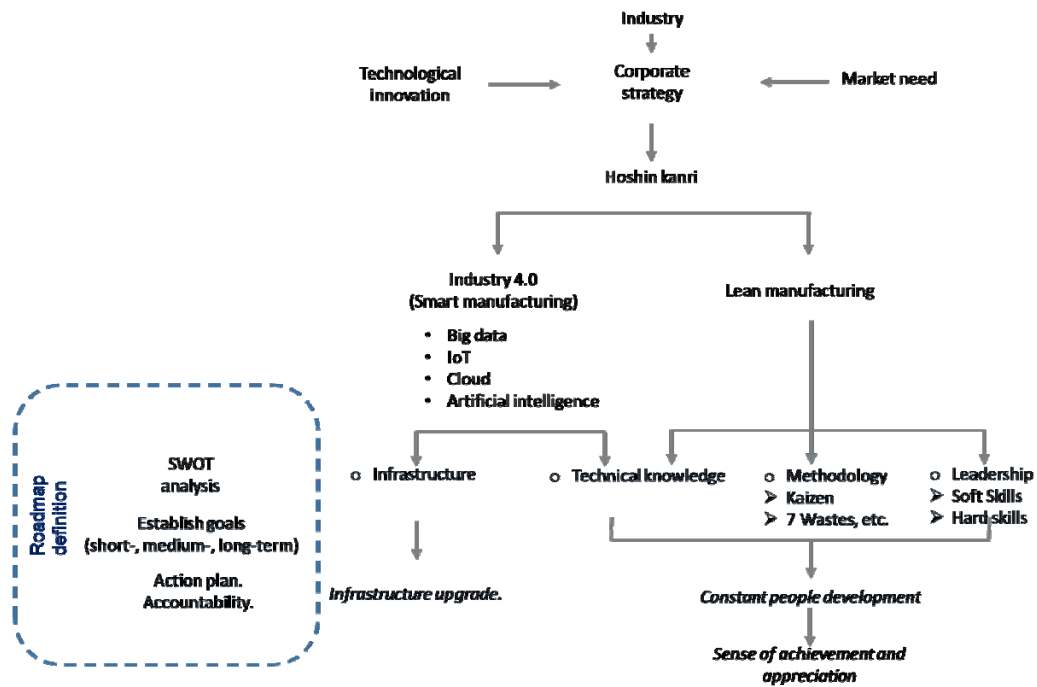 Industry
Technological
innovation
Corporate
strategy
Market need
Hoshin kanri
Industry 4.0
(Smart manufacturing)
• Big data
• IoT
• Cloud
• Artificial intelligence
Lean manufacturing
Roadmap
definition
SWOT
analysis
Establish goals
(short-, medium-, long-term)
Action plan.
Accountability.
o Infrastructure
o Technical knowledge
o Methodology
➢ Kaizen
➢ 7 Wastes, etc.
o Leadership
➢ Soft Skills
➢ Hard skills
Infrastructure upgrade.
Constant people development
Sense of achievement and
appreciation